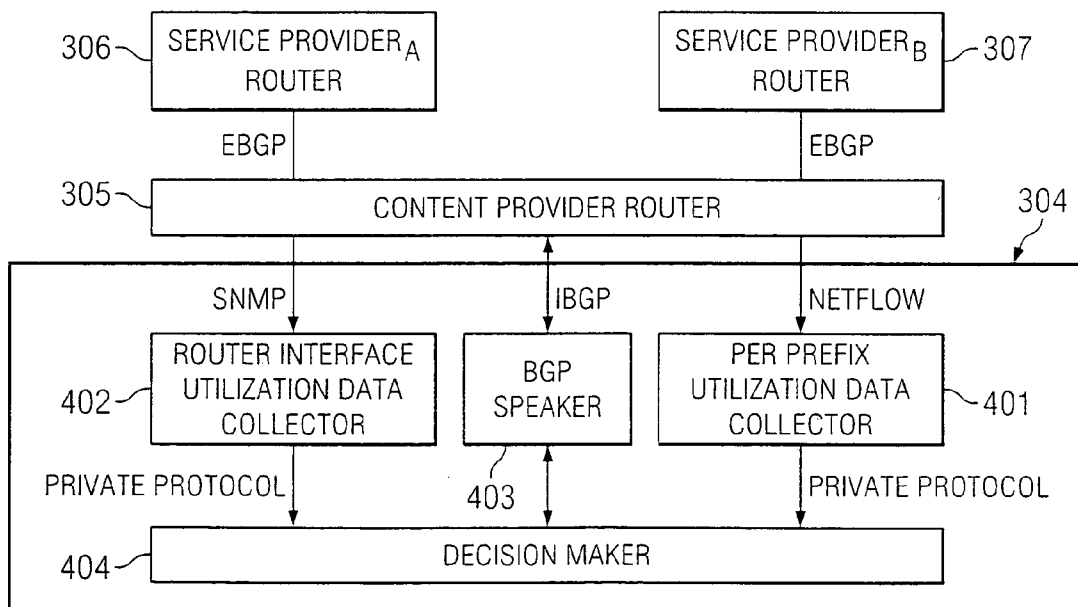 306
SERVICE PROVIDER A
ROUTER
SERVICE PROVIDER B
ROUTER
307
EBGP
EBGP
305
CONTENT PROVIDER ROUTER
304
SNMP
IBGP
NETFLOW
402
ROUTER INTERFACE
UTILIZATION DATA
COLLECTOR
BGP
SPEAKER
PER PREFIX
UTILIZATION DATA
COLLECTOR
401
PRIVATE PROTOCOL
403
PRIVATE PROTOCOL
404
DECISION MAKER